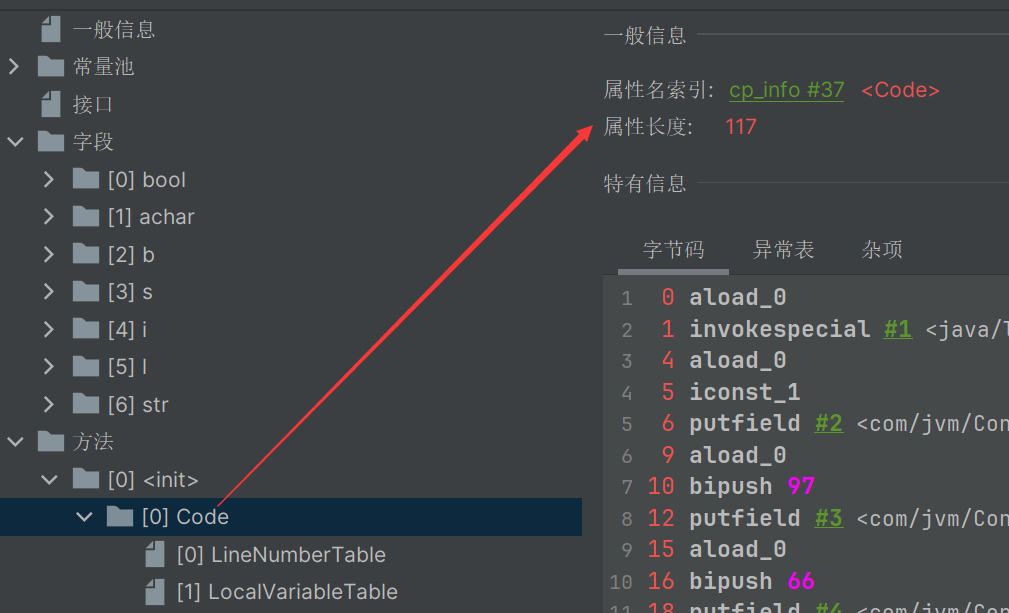 一般信息
常量池
接口
字段
[0] bool
[1] achar
[2] b
[3] s
[4] i
[5] l
[6] str
方法
[0] <init>
[0] Code
[0] LineNumberTable
[1] LocalVariableTable
一般信息
属性名索引: cp_info #37 <Code>
属性长度: 117
特有信息
字节码 异常表 杂项
1 0 aload_0
2 1 invokespecial #1 <java/l
3 4 aload_0
4 5 iconst_1
5 6 putfield #2 <com/jvm/Con
6 9 aload_0
7 10 bipush 97
8 12 putfield #3 <com/jvm/Con
9 15 aload_0
10 16 bipush 66
11 18 putfield #4 <com/jvm/Con